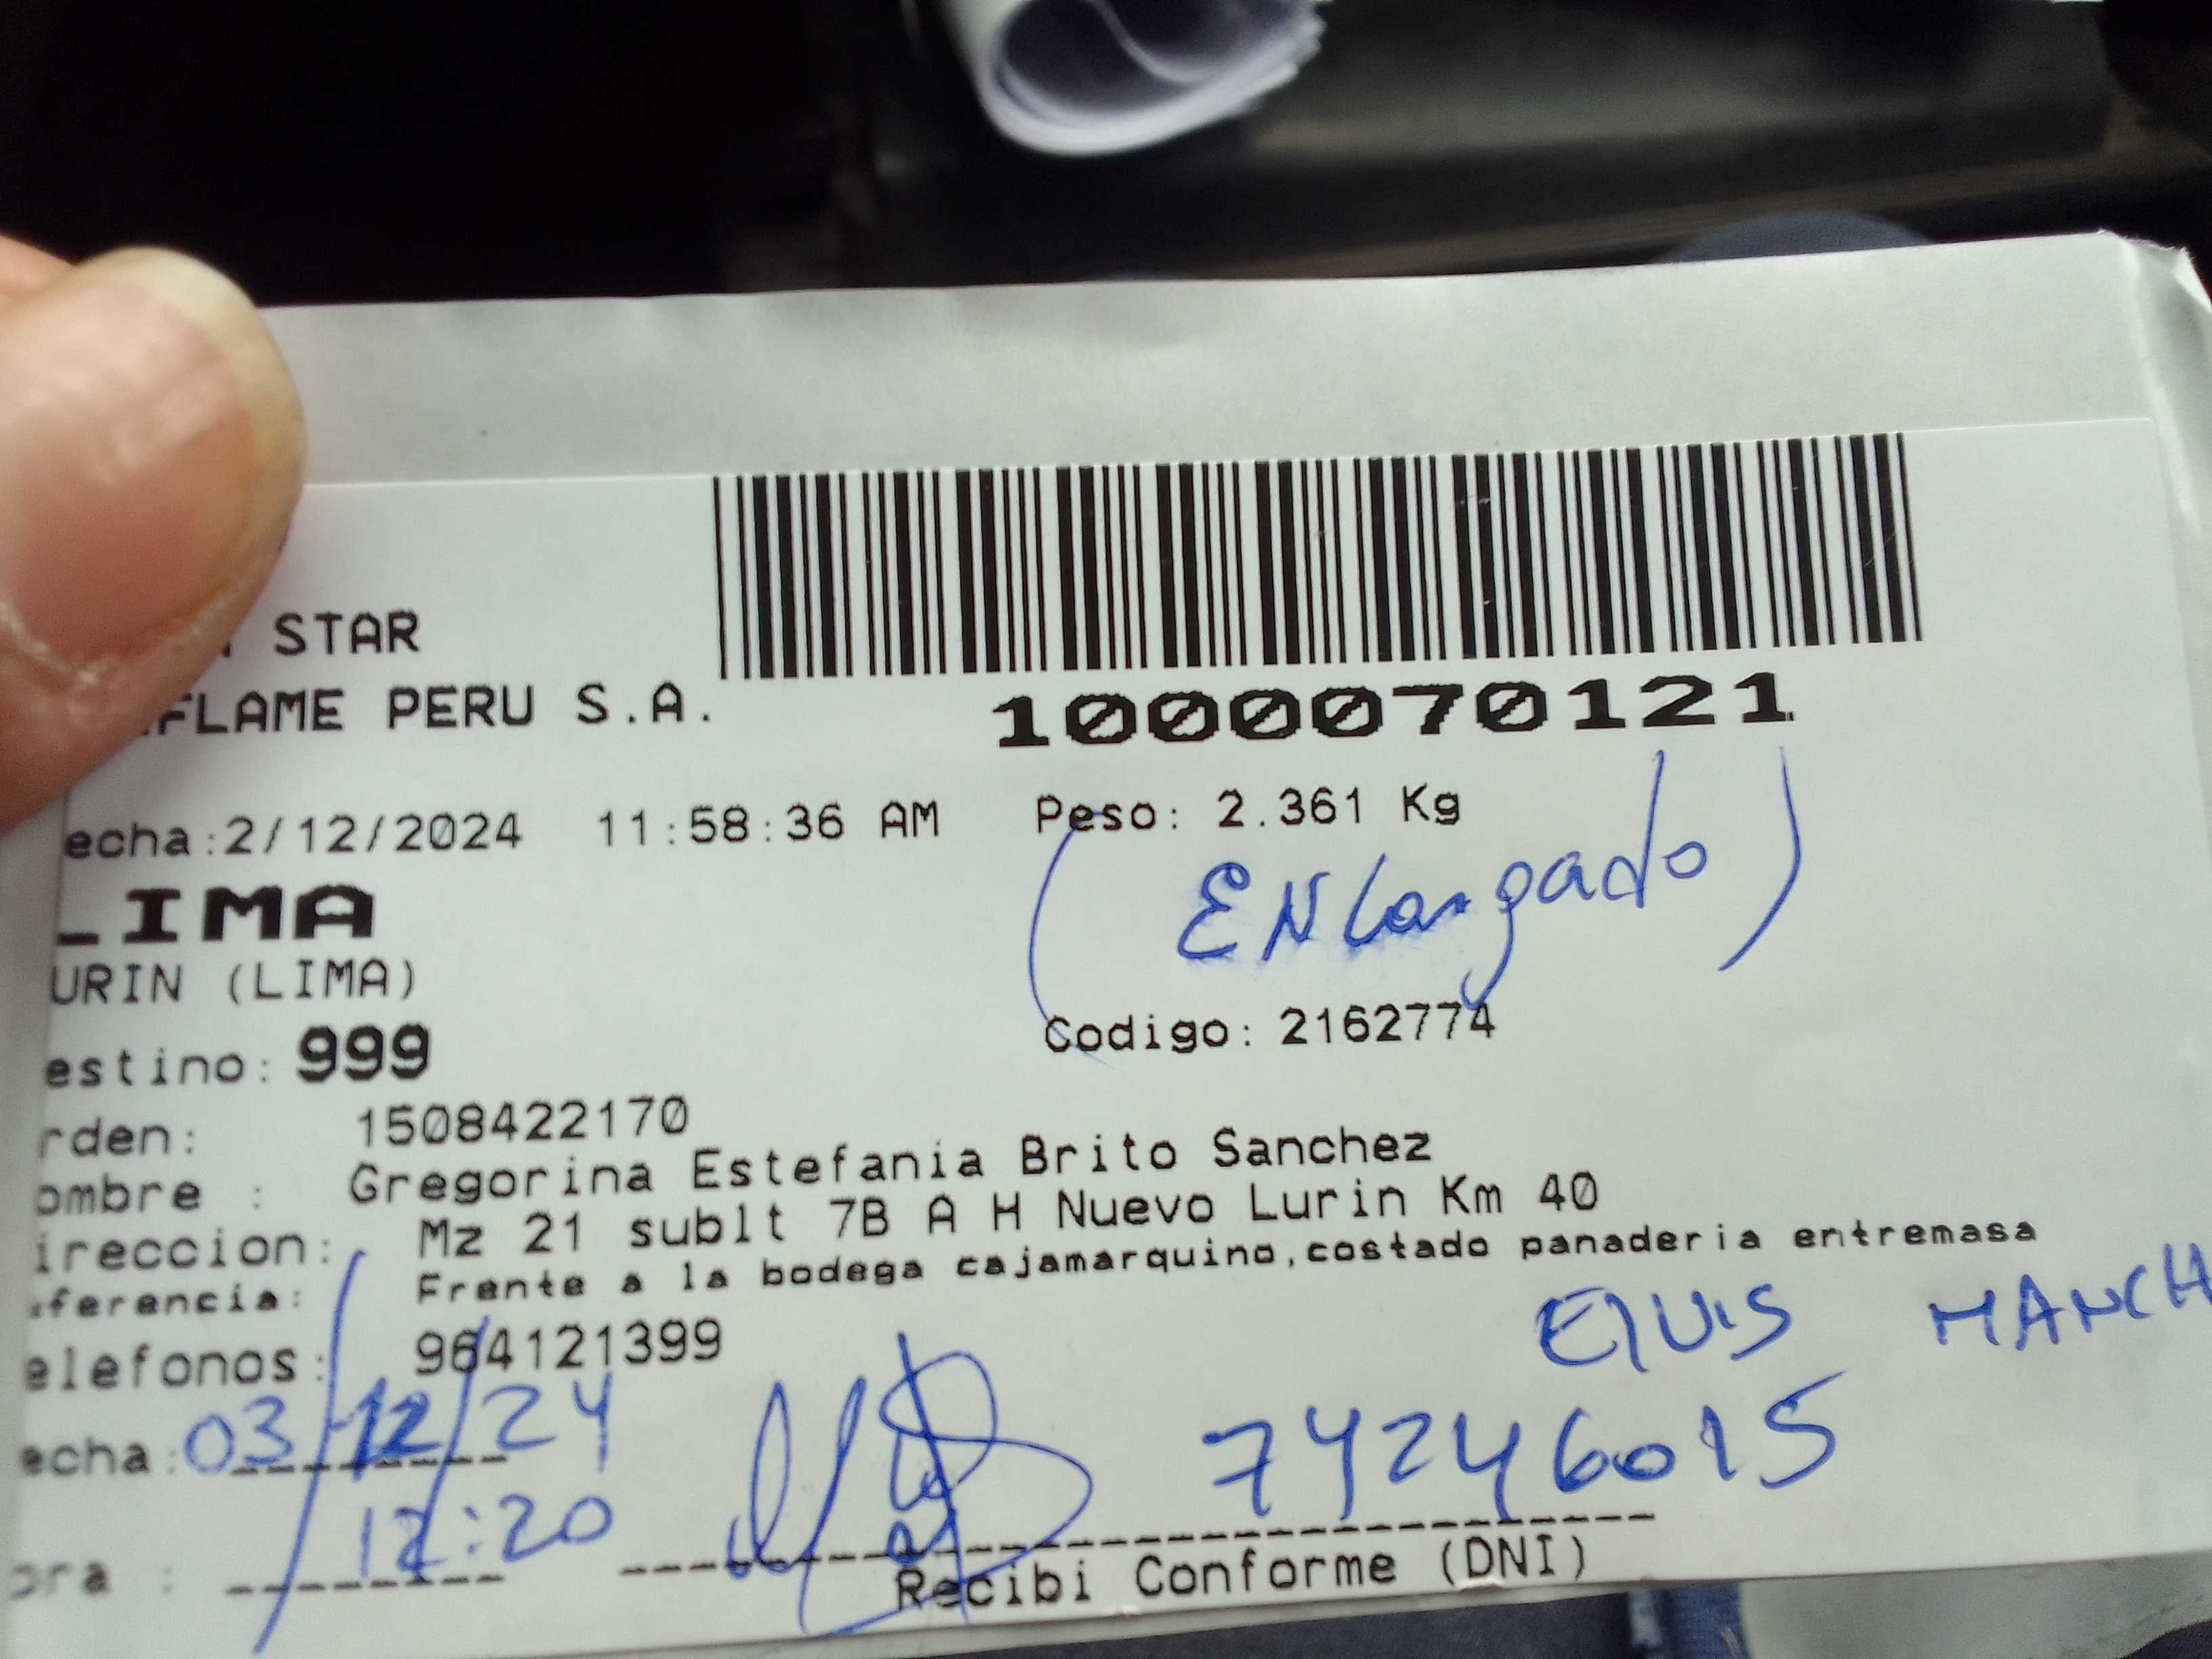 STAR
FLAME PERU S.A.
1000070121
echa:2/12/2024 11:58:36 AM Peso: 2.361 Kg
(ENCargado)
LIMA
URIN (LIMA)
Codigo: 2162774
estino: 999
rden: 1508422170
ombre : Gregorina Estefania Brito Sanchez
ireccion: Mz 21 sublt 7B A H Nuevo Lurin Km 40
ferencia: Frente a la bodega cajamarquino,costado panaderia entremasa
elefonos: 964121399
MANCH
echa: 03/12/24
74246015
ora : 12:20
Recibi Conforme (DNI)